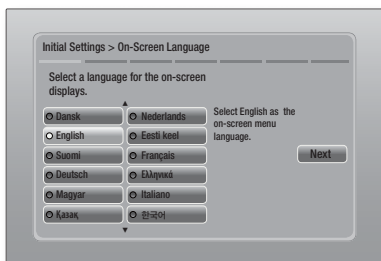 Initial Settings > On-Screen Language
Select a language for the on-screen
displays.
Dansk
Nederlands
English
Eesti keel
Suomi
Français
Deutsch
Ελληνικά
Magyar
Italiano
Қазақ
한국어
Select English as the
on-screen menu
language.
Next